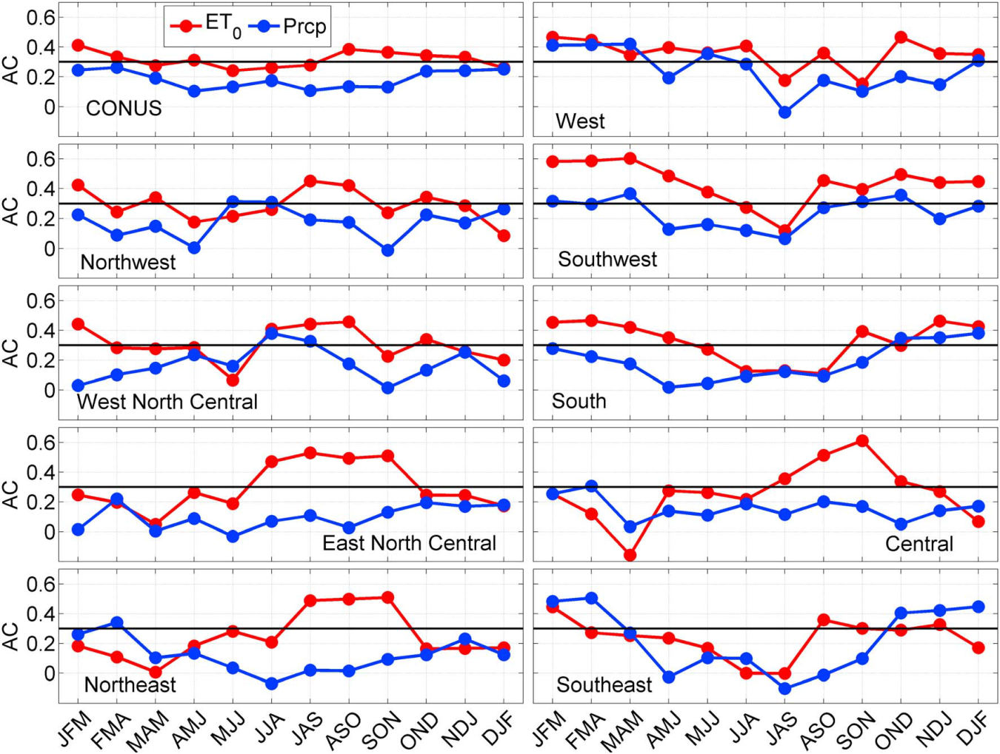 ET0 Prcp
AC
0.6
0.4
0.2
0
CONUS
West
AC
0.6
0.4
0.2
0
Northwest
Southwest
AC
0.6
0.4
0.2
0
West North Central
South
AC
0.6
0.4
0.2
0
East North Central
Central
AC
0.6
0.4
0.2
0
Northeast
Southeast
JFM FMA MAM AMJ MJJ JJA JAS ASO SON OND NDJ DJF
JFM FMA MAM AMJ MJJ JJA JAS ASO SON OND NDJ DJF